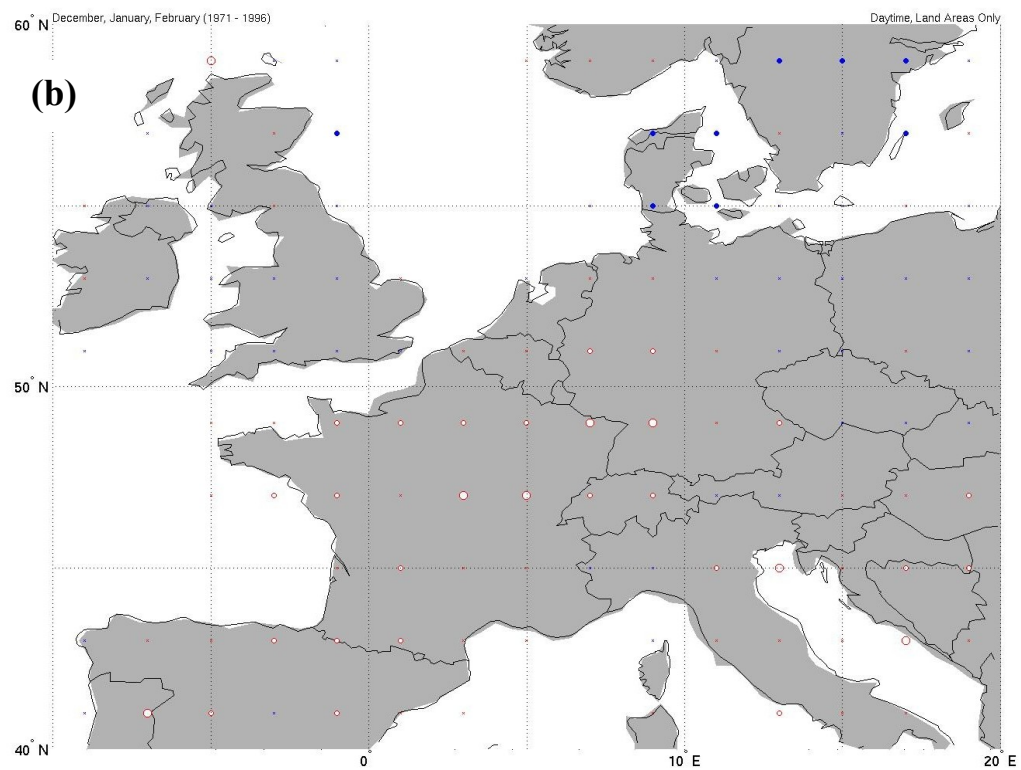 December, January, February (1971 - 1996)
Daytime, Land Areas Only
60° N
(b)
50° N
40° N
0°
10° E
20° E